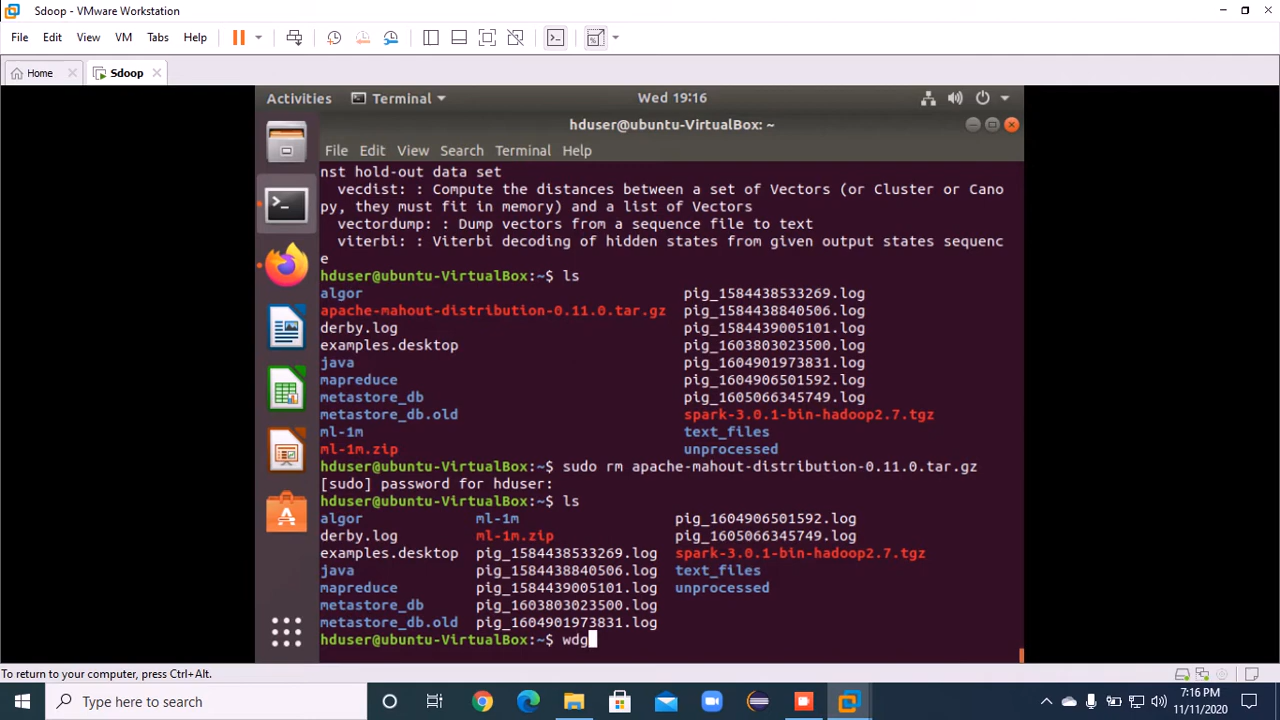 Sdoop - VMware Workstation
File Edit View VM Tabs Help
Home Sdoop
Activities Terminal Wed 19:16
hduser@ubuntu-VirtualBox: ~
File Edit View Search Terminal Help
nst hold-out data set
vecdist: : Compute the distances between a set of Vectors (or Cluster or Cano
py, they must fit in memory) and a list of Vectors
vectordump: : Dump vectors from a sequence file to text
viterbi: : Viterbi decoding of hidden states from given output states sequenc
e
hduser@ubuntu-VirtualBox:~$ ls
algor pig_1584438533269.log
apache-mahout-distribution-0.11.0.tar.gz pig_1584438840506.log
derby.log pig_1584439005101.log
examples.desktop pig_1603803023500.log
java pig_1604901973831.log
mapreduce pig_1604906501592.log
metastore_db pig_1605066345749.log
metastore_db.old spark-3.0.1-bin-hadoop2.7.tgz
ml-1m text_files
ml-1m.zip unprocessed
hduser@ubuntu-VirtualBox:~$ sudo rm apache-mahout-distribution-0.11.0.tar.gz
[sudo] password for hduser:
hduser@ubuntu-VirtualBox:~$ ls
algor ml-1m pig_1604906501592.log
derby.log ml-1m.zip pig_1605066345749.log
examples.desktop pig_1584438533269.log spark-3.0.1-bin-hadoop2.7.tgz
java pig_1584438840506.log text_files
mapreduce pig_1584439005101.log unprocessed
metastore_db pig_1603803023500.log
metastore_db.old pig_1604901973831.log
hduser@ubuntu-VirtualBox:~$ wdg
To return to your computer, press Ctrl+Alt.
Type here to search
7:16 PM
11/11/2020